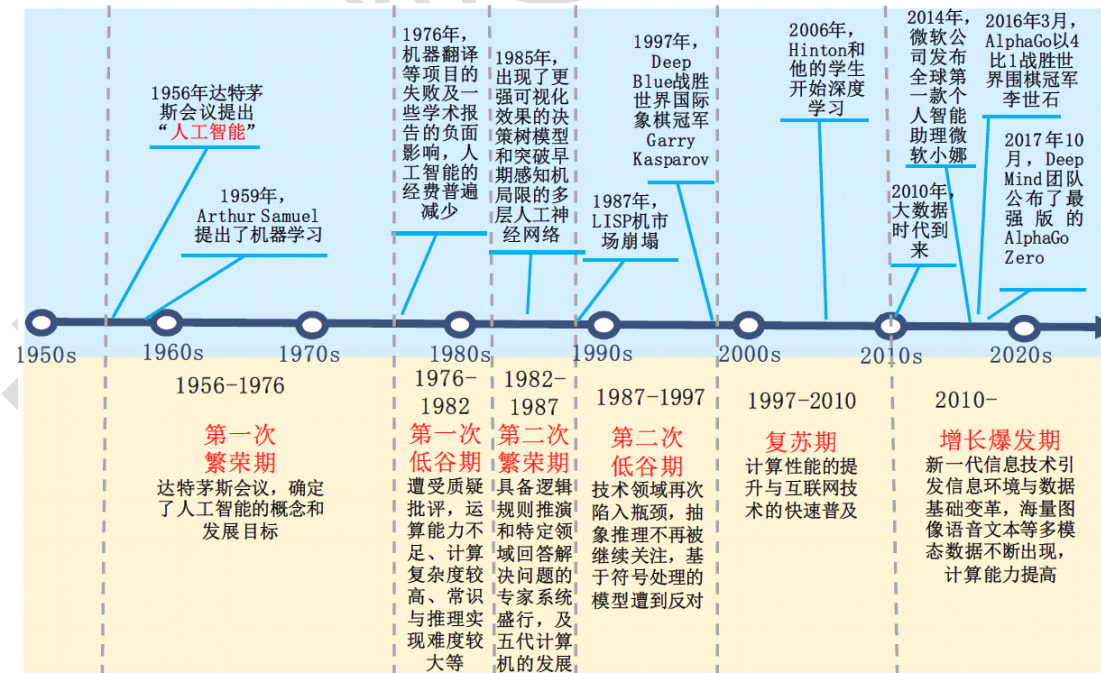 1956年达特茅
斯会议提出
“人工智能”
1959年，
Arthur Samuel
提出了机器学习
1976年，
机器翻译
等项目的
失败及一
些学术报
告的负面
影响，人
工智能的
经费普遍
减少
1985年，
出现了更
强可视化
效果的决
策树模型
和突破早
期感知机
局限的多
层人工神
经网络
1987年，
LISP机市
场崩塌
1997年，
Deep
Blue战胜
世界国际
象棋冠军
Garry
Kasparov
2006年，
Hinton和
他的学生
开始深度
学习
2010年，
大数据
时代到
来
2014年，
微软公
司发布
全球第
一款个
人智能
助理微
软小娜
2016年3月，
AlphaGo以4
比1战胜世
界围棋冠军
李世石
2017年10
月，Deep
Mind团队
公布了最
强版的
AlphaGo
Zero
1950s
1960s
1970s
1980s
1990s
2000s
2010s
2020s
1956-1976
第一次
繁荣期
达特茅斯会议，确定
了人工智能的概念和
发展目标
1976-
1982
第一次
低谷期
遭受质疑
批评，运
算能力不
足、计算
复杂度较
高、常识
与推理实
现难度较
大等
1982-
1987
第二次
繁荣期
具备逻辑
规则推演
和特定领
域回答解
决问题的
专家系统
盛行，及
五代计算
机的发展
1987-1997
第二次
低谷期
技术领域再次
陷入瓶颈，抽
象推理不再被
继续关注，基
于符号处理的
模型遭到反对
1997-2010
复苏期
计算性能的提
升与互联网技
术的快速普及
2010-
增长爆发期
新一代信息技术引
发信息环境与数据
基础变革，海量图
像语音文本等多模
态数据不断出现，
计算能力提高